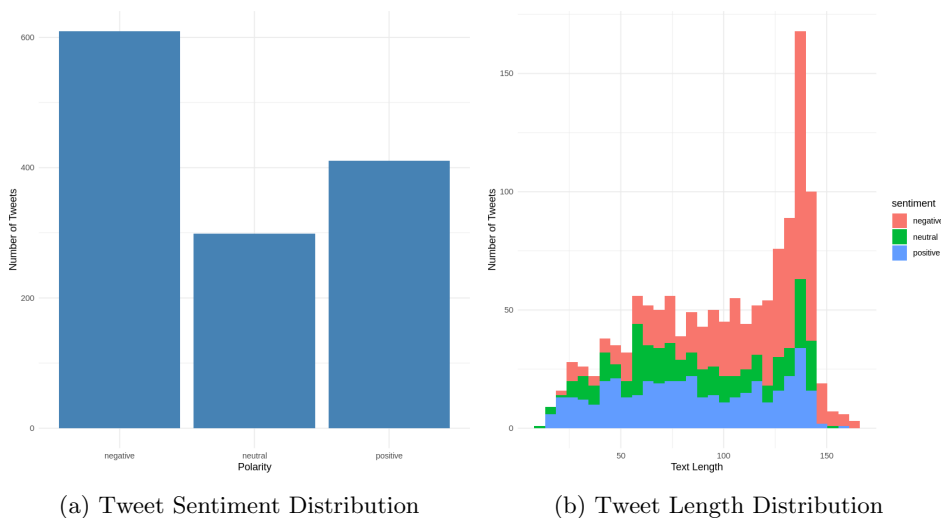 600
400
200
0
Number of Tweets
negative
neutral
positive
Polarity
150
100
50
0
Number of Tweets
50
100
150
Text Length
sentiment
negative
neutral
positive
(a) Tweet Sentiment Distribution
(b) Tweet Length Distribution